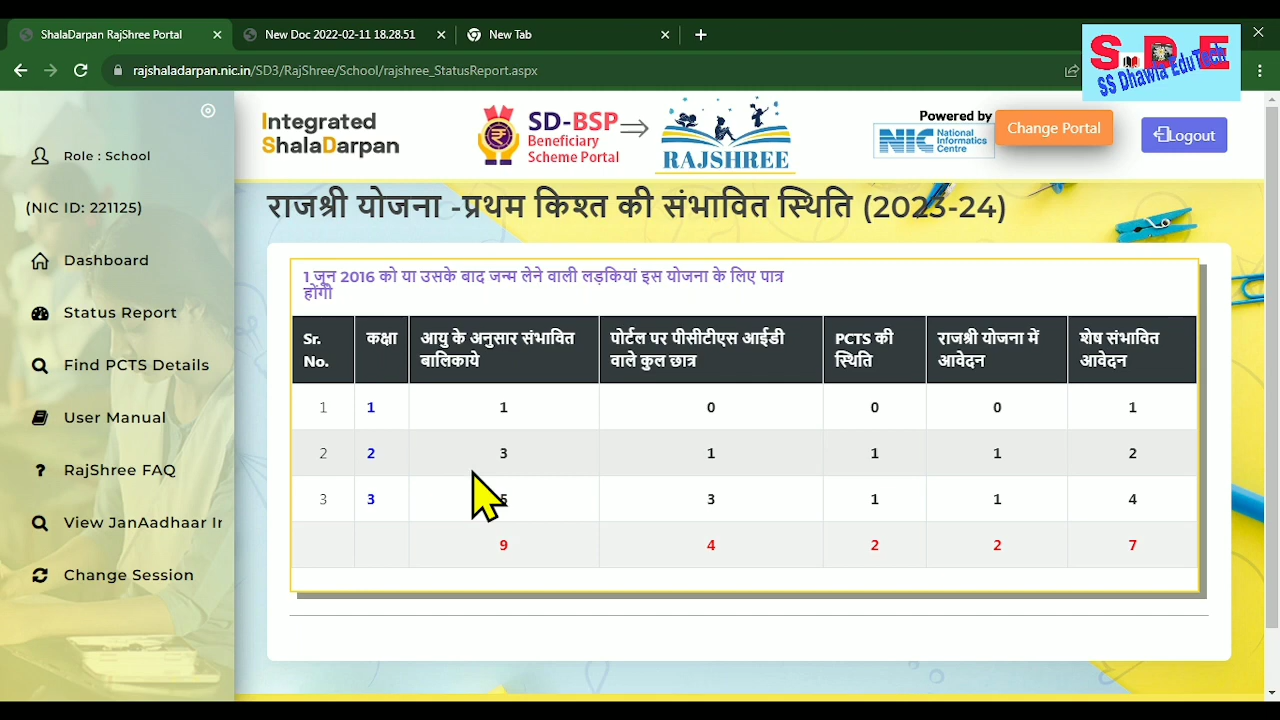 ShalaDarpan RajShree Portal
New Doc 2022-02-11 18.28.51
New Tab
rajshaladarpan.nic.in/SD3/RajShree/School/rajshree_StatusReport.aspx
S D E
SS Dhawla EduTech
Role : School
(NIC ID: 221125)
Dashboard
Status Report
Find PCTS Details
User Manual
RajShree FAQ
View JanAadhaar Ir
Change Session
Integrated
ShalaDarpan
SD-BSP
Beneficiary
Scheme Portal
RAJSHREE
Powered by
NIC National
Informatics
Centre
Change Portal
Logout
राजश्री योजना -प्रथम किश्त की संभावित स्थिति (2023-24)
1 जून 2016 को या उसके बाद जन्म लेने वाली लड़कियां इस योजना के लिए पात्र
होंगी
Sr. No. कक्षा आयु के अनुसार संभावित बालिकाये पोर्टल पर पीसीटीएस आईडी वाले कुल छात्र PCTS की स्थिति राजश्री योजना में आवेदन शेष संभावित आवेदन
1 1 1 0 0 0 1
2 2 3 1 1 1 2
3 3 5 3 1 1 4
9 4 2 2 7